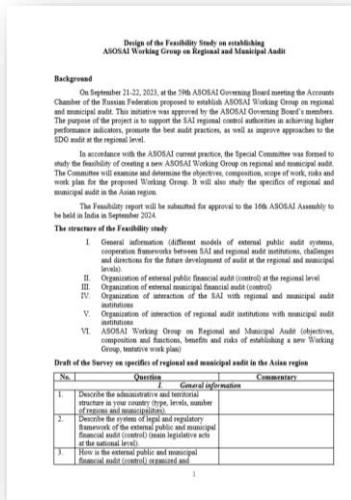 Design of the Feasibility Study on establishing
ASOSAI Working Group on Regional and Municipal Audit
Background
On September 21-22, 2023, at the 59th ASOSAI Governing Board meeting the Accounts
Chamber of the Russian Federation proposed to establish ASOSAI Working Group on regional
and municipal audit. This initiative was approved by the ASOSAI Governing Board's members.
The purpose of the project is to support the SAI regional control authorities in achieving higher
performance indicators, promote the best audit practices, as well as improve approaches to the
SDG audit at the regional level.
In accordance with the ASOSAI current practice, the Special Committee was formed to
study the feasibility of creating a new ASOSAI Working Group on regional and municipal audit.
The Committee will examine and determine the objectives, composition, scope of work, risks and
work plan for the proposed Working Group. It will also study the specifics of regional and
municipal audit in the Asian region.
The Feasibility report will be submitted for approval to the 16th ASOSAI Assembly to
be held in India in September 2024.
The structure of the Feasibility study
I. General information (different models of external public audit systems,
cooperation frameworks between SAI and regional audit institutions, challenges
and directions for the future development of audit at the regional and municipal
levels).
II. Organization of external public financial audit (control) at the regional level
III. Organization of external municipal financial audit (control)
IV. Organization of interaction of the SAI with regional and municipal audit
institutions
V. Organization of interaction of regional audit institutions with municipal audit
institutions
VI. ASOSAI Working Group on Regional and Municipal Audit (objectives,
composition and functions, benefits and risks of establishing a new Working
Group, tentative work plan)
Draft of the Survey on specifics of regional and municipal audit in the Asian region
No. Question Commentary
I. General information
1. Describe the administrative and territorial
structure in your country (type, levels, number
of regions and municipalities).
2. Describe the system of legal and regulatory
framework of the external public and municipal
financial audit (control) (main legislative acts
at the national level).
3. How is the external public and municipal
financial audit (control) organized and
1